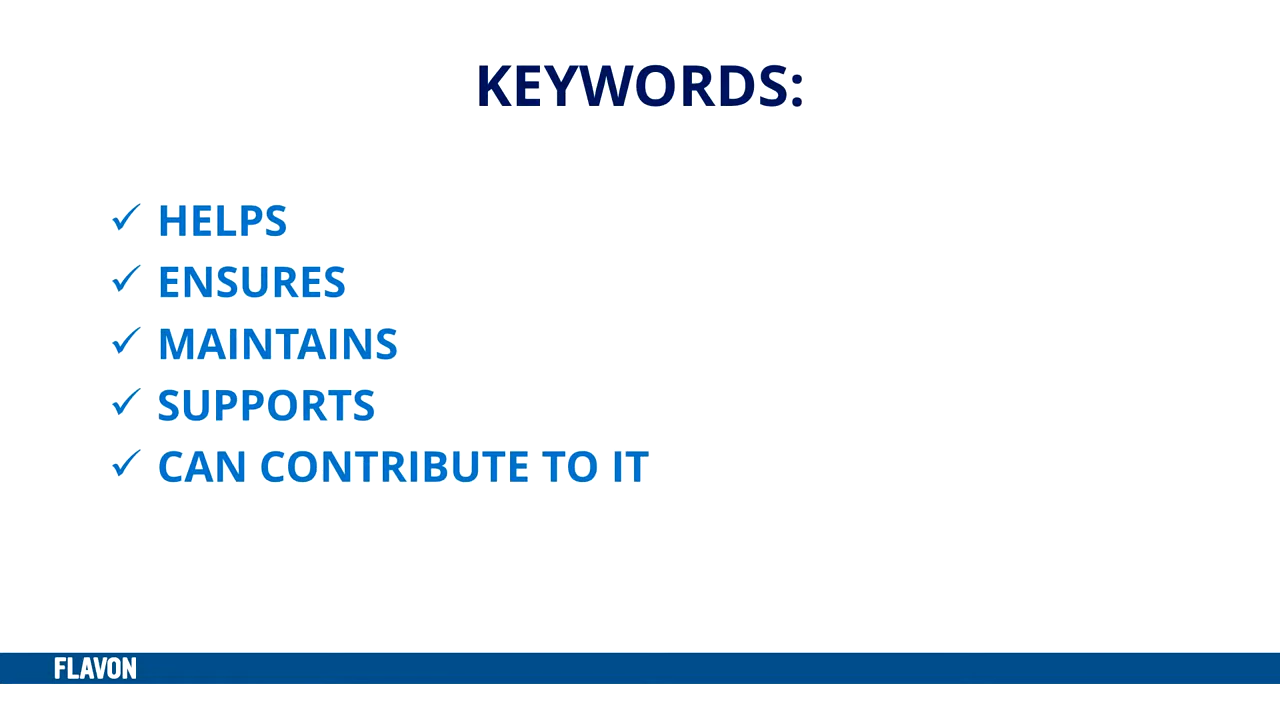 KEYWORDS:
✓ HELPS
✓ ENSURES
✓ MAINTAINS
✓ SUPPORTS
✓ CAN CONTRIBUTE TO IT
FLAVON